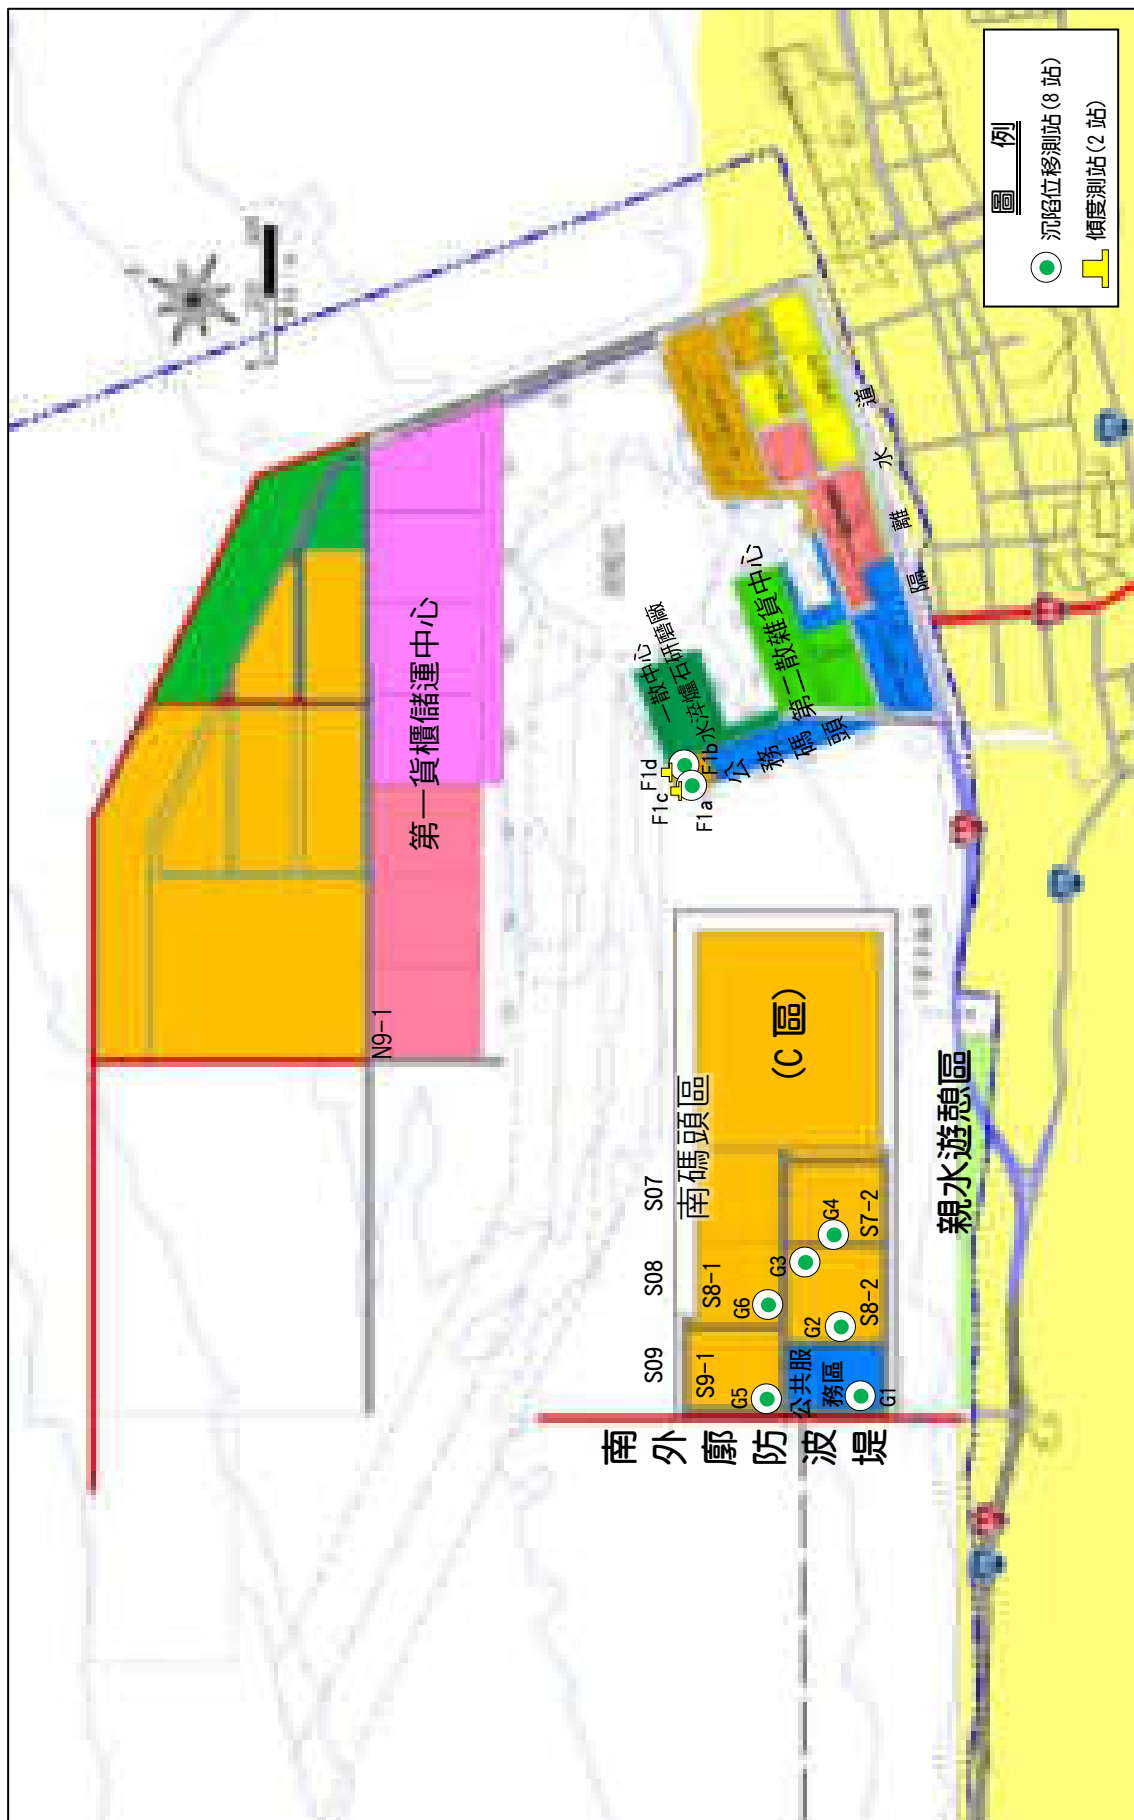 圖 例
沉陷位移測站(8 站)
傾度測站(2 站)
第一貨櫃儲運中心
N9-1
一散中心
水淬爐石研磨廠
第二散雜貨中心
公務碼頭
F1d
F1b
F1c
F1a
隔離水道
南碼頭區
(C 區)
S07
S08
S09
S8-1
S9-1
S7-2
S8-2
G4
G3
G6
G2
G5
G1
公共服
務區
親水遊憩區
南外廓防波堤